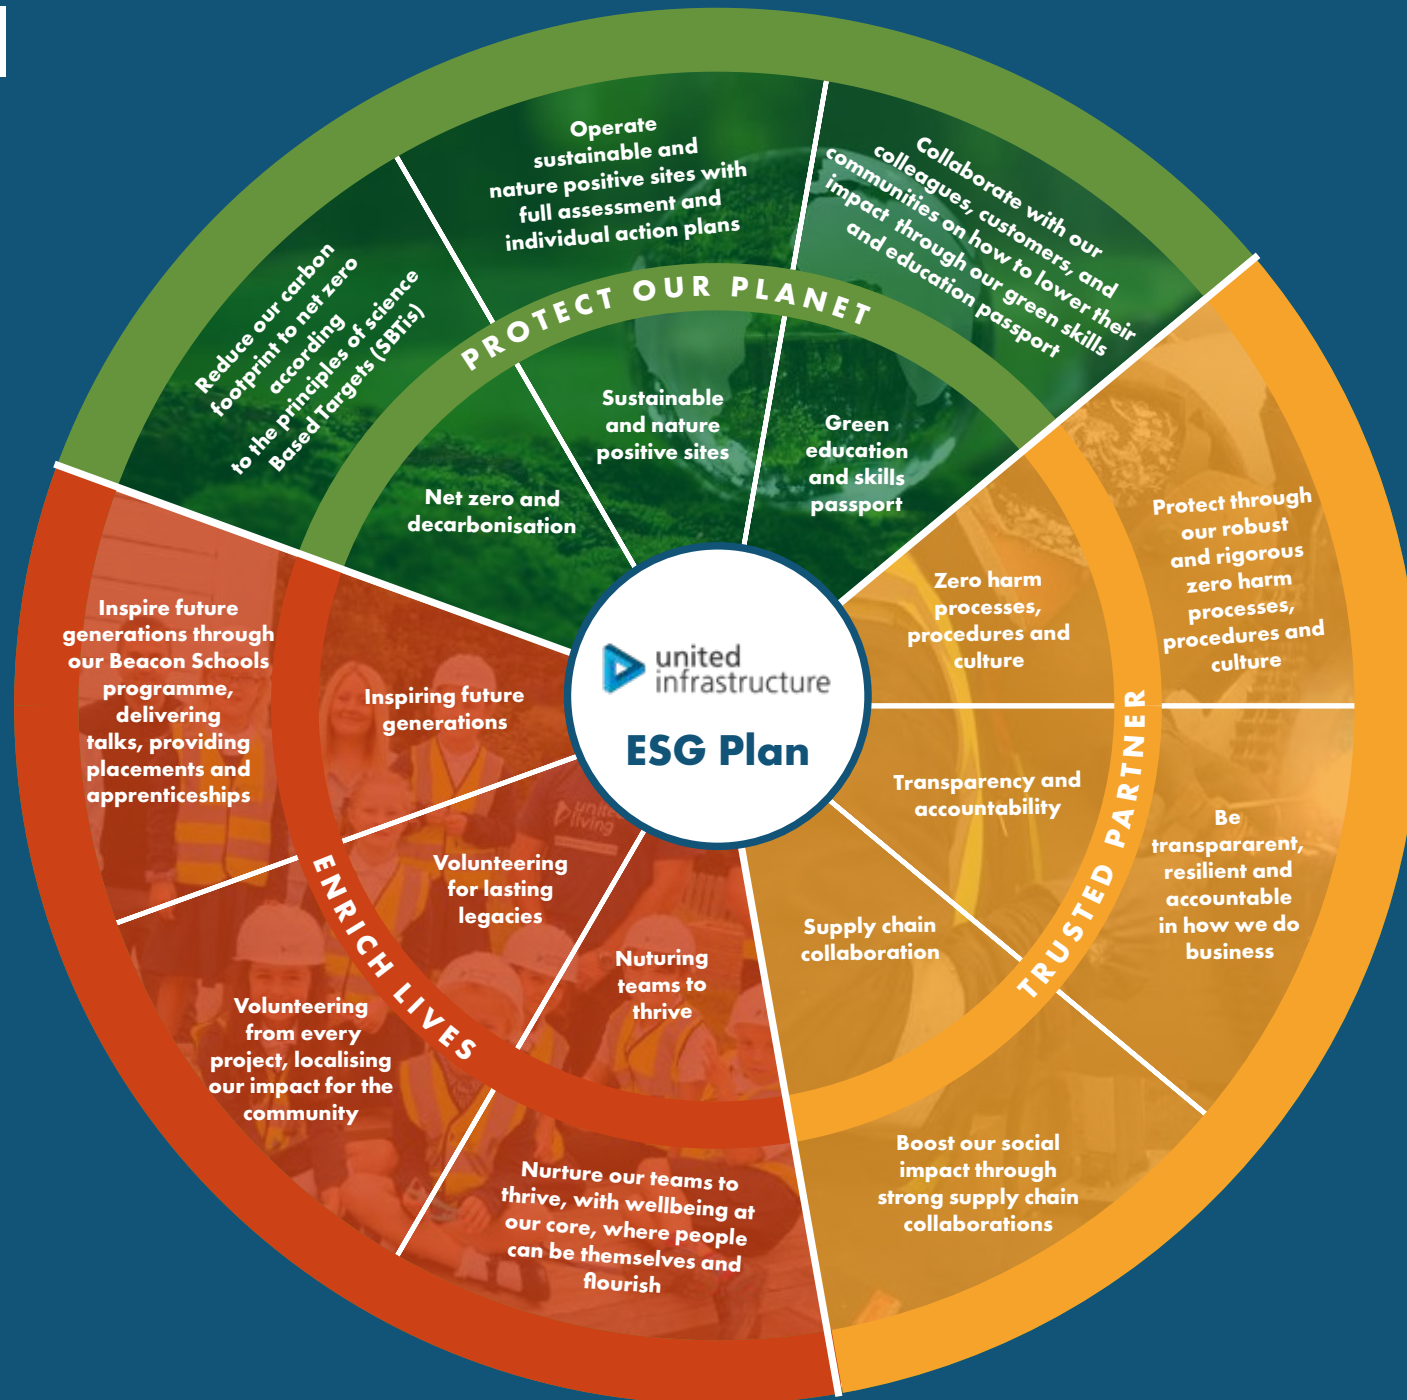 united
infrastructure
ESG Plan
PROTECT OUR PLANET
Reduce our carbon
footprint to net zero
according
to the principles of science
Based Targets (SBTis)
Operate
sustainable and
nature positive sites with
full assessment and
individual action plans
Collaborate with our
colleagues, customers, and
communities on how to lower their
impact through our green skills
and education passport
Net zero and
decarbonisation
Sustainable
and nature
positive sites
Green
education
and skills
passport
TRUSTED PARTNER
Zero harm
processes,
procedures and
culture
Protect through
our robust
and rigorous
zero harm
processes,
procedures and
culture
Transparency and
accountability
Be
transpararent,
resilient and
accountable
in how we do
business
Supply chain
collaboration
Boost our social
impact through
strong supply chain
collaborations
ENRICH LIVES
Inspiring future
generations
Inspire future
generations through
our Beacon Schools
programme,
delivering
talks, providing
placements and
apprenticeships
Volunteering
for lasting
legacies
Volunteering
from every
project, localising
our impact for the
community
Nuturing
teams to
thrive
Nurture our teams to
thrive, with wellbeing at
our core, where people
can be themselves and
flourish
united
living